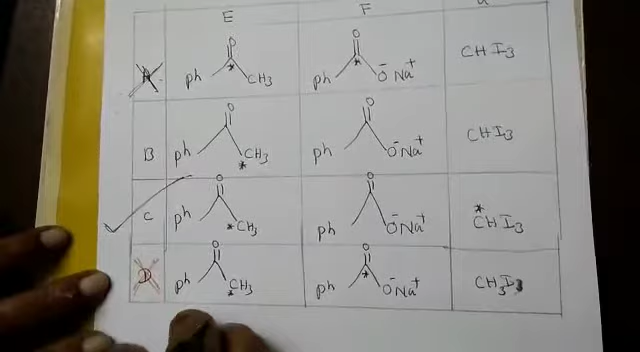 E F G
A
O
ph * CH3
O
Ph * O- Na+
CHI3
B
O
ph * CH3
O
ph O- Na+
CHI3
C
O
ph * CH3
O
ph O- Na+
*CHI3
D
O
ph * CH3
O
ph * O- Na+
CH3I